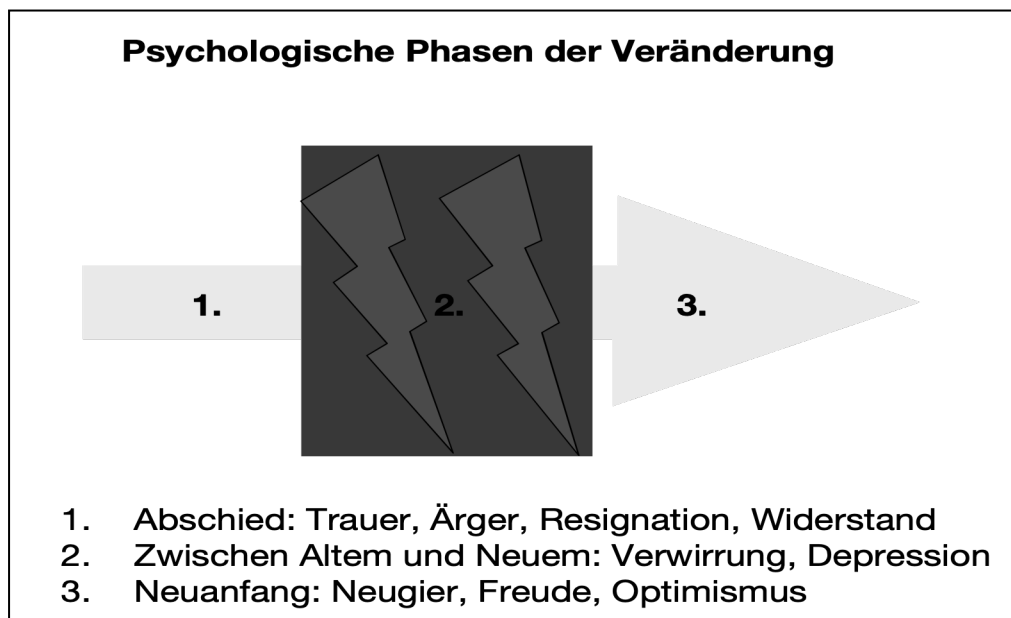 Psychologische Phasen der Veränderung
1.
2.
3.
1. Abschied: Trauer, Ärger, Resignation, Widerstand
2. Zwischen Altem und Neuem: Verwirrung, Depression
3. Neuanfang: Neugier, Freude, Optimismus